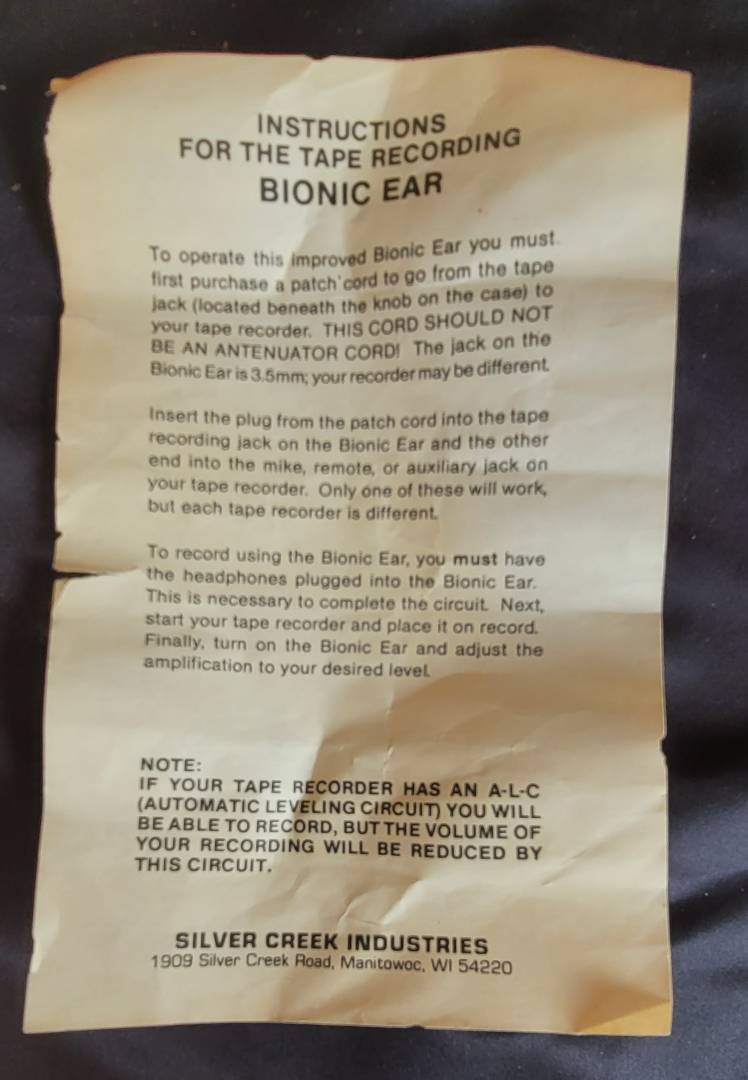 INSTRUCTIONS
FOR THE TAPE RECORDING
BIONIC EAR
To operate this improved Bionic Ear you must
first purchase a patch cord to go from the tape
jack (located beneath the knob on the case) to
your tape recorder. THIS CORD SHOULD NOT
BE AN ANTENUATOR CORD! The jack on the
Bionic Ear is 3.5mm; your recorder may be different.
Insert the plug from the patch cord into the tape
recording jack on the Bionic Ear and the other
end into the mike, remote, or auxiliary jack on
your tape recorder. Only one of these will work,
but each tape recorder is different.
To record using the Bionic Ear, you must have
the headphones plugged into the Bionic Ear.
This is necessary to complete the circuit. Next,
start your tape recorder and place it on record.
Finally, turn on the Bionic Ear and adjust the
amplification to your desired level.
NOTE:
IF YOUR TAPE RECORDER HAS AN A-L-C
(AUTOMATIC LEVELING CIRCUIT) YOU WILL
BE ABLE TO RECORD, BUT THE VOLUME OF
YOUR RECORDING WILL BE REDUCED BY
THIS CIRCUIT.
SILVER CREEK INDUSTRIES
1909 Silver Creek Road, Manitowoc, WI 54220